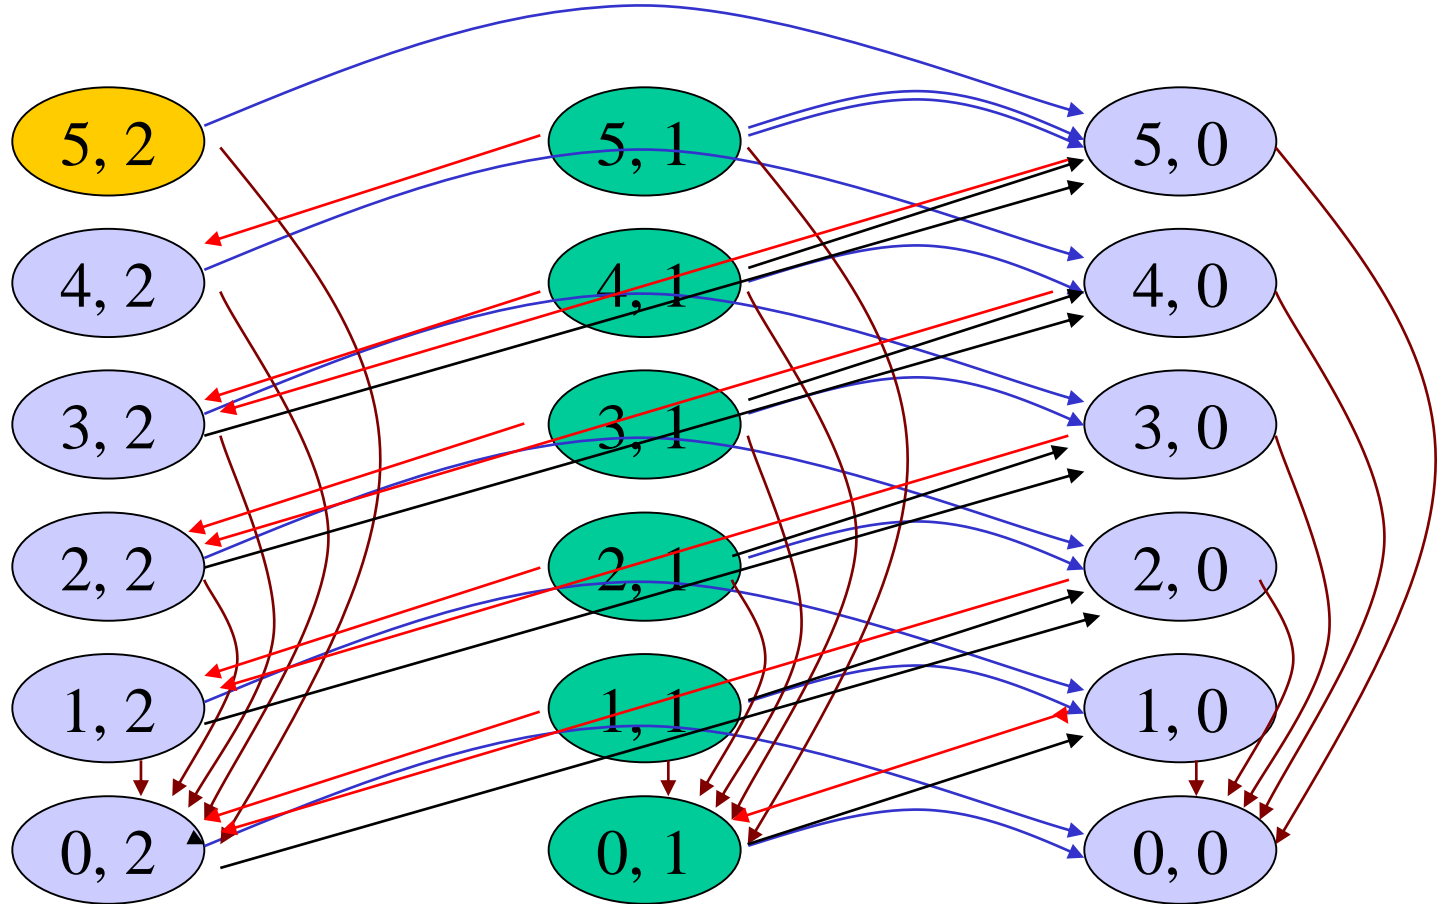 5, 2 5, 1 5, 0
4, 2 4, 1 4, 0
3, 2 3, 1 3, 0
2, 2 2, 1 2, 0
1, 2 1, 1 1, 0
0, 2 0, 1 0, 0